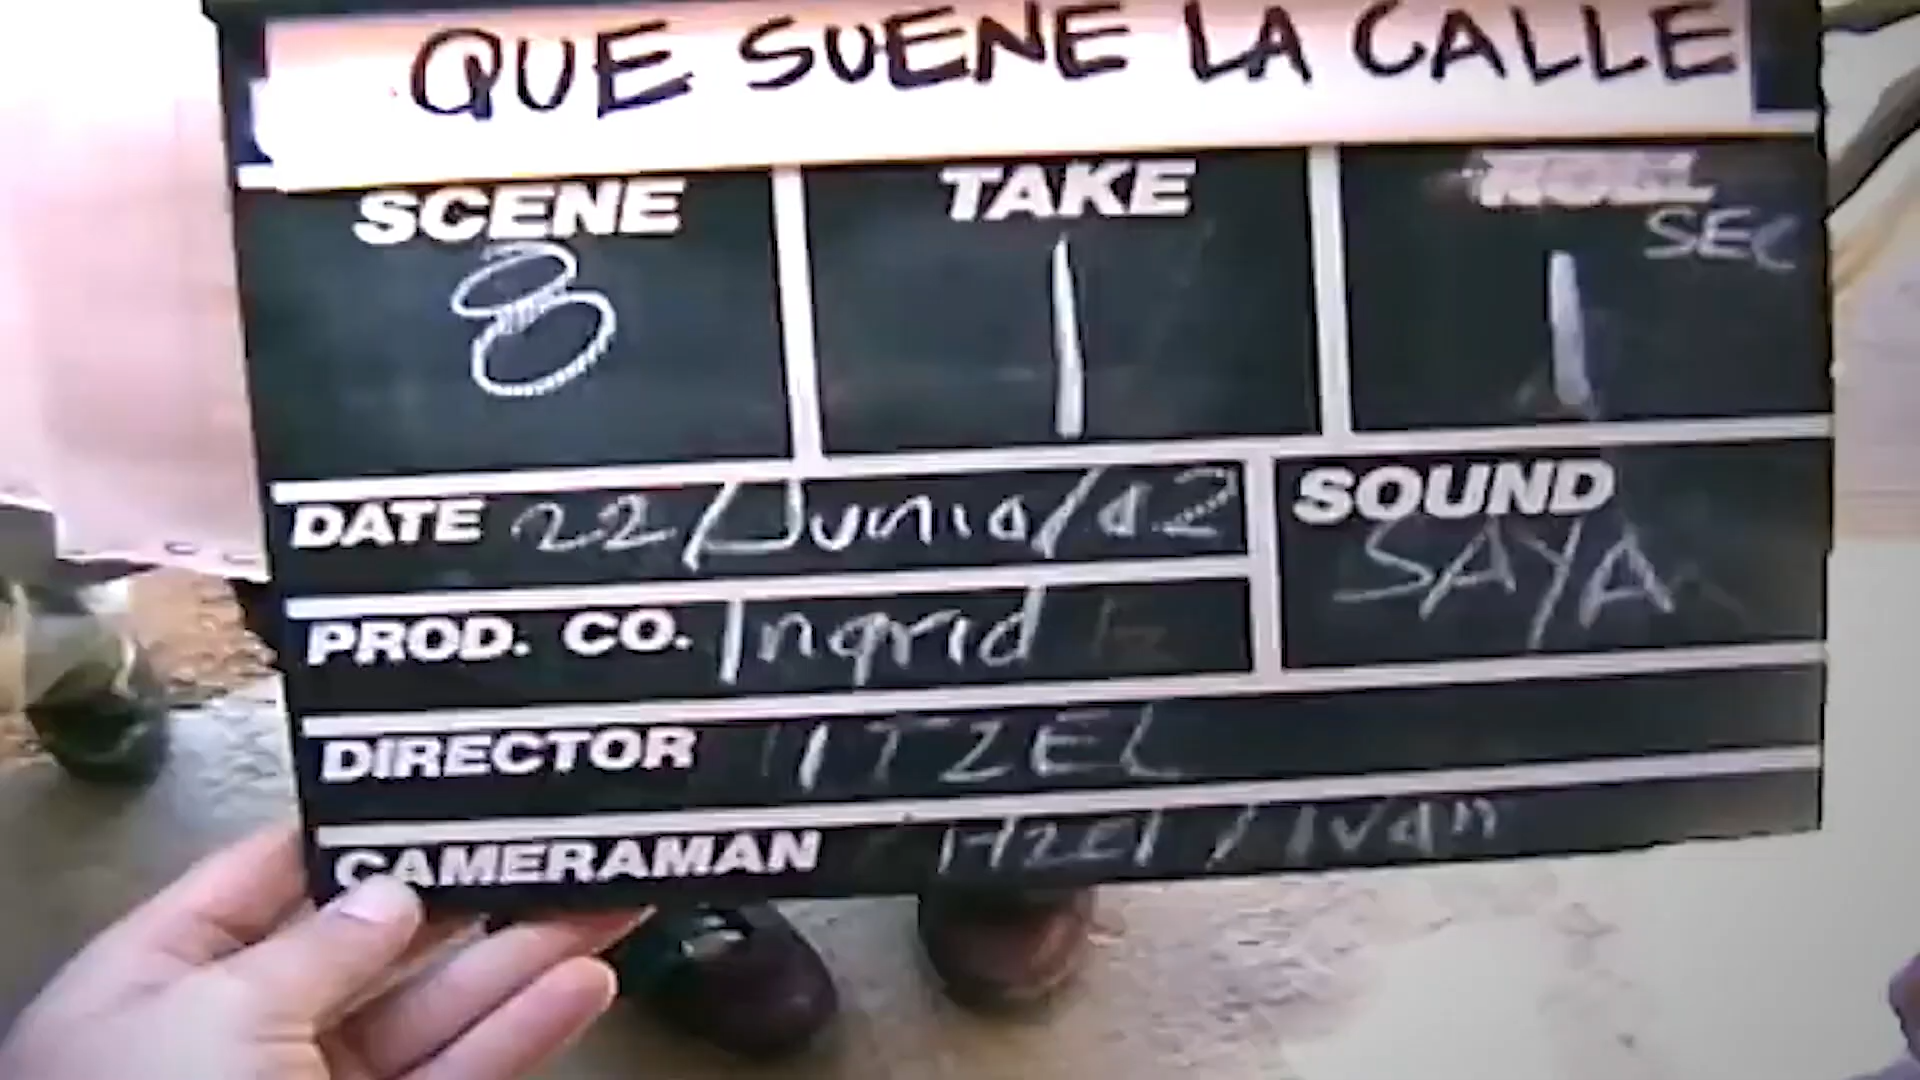 QUE SUENE LA CALLE
SCENE TAKE
SEC
8 1 1
DATE 22/Junio/02
SOUND
SAYA
PROD. CO. Ingrid
DIRECTOR ITZEL
CAMERAMAN ItZEl / Ivan